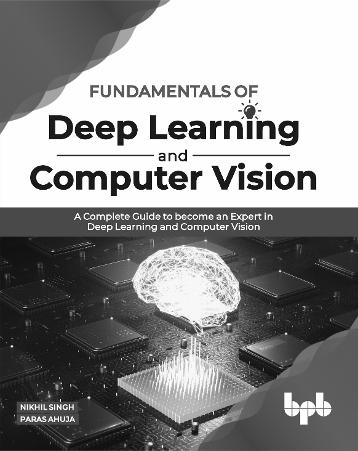 FUNDAMENTALS OF
Deep Learning
and
Computer Vision
A Complete Guide to become an Expert in
Deep Learning and Computer Vision
NIKHIL SINGH
PARAS AHUJA
bpb